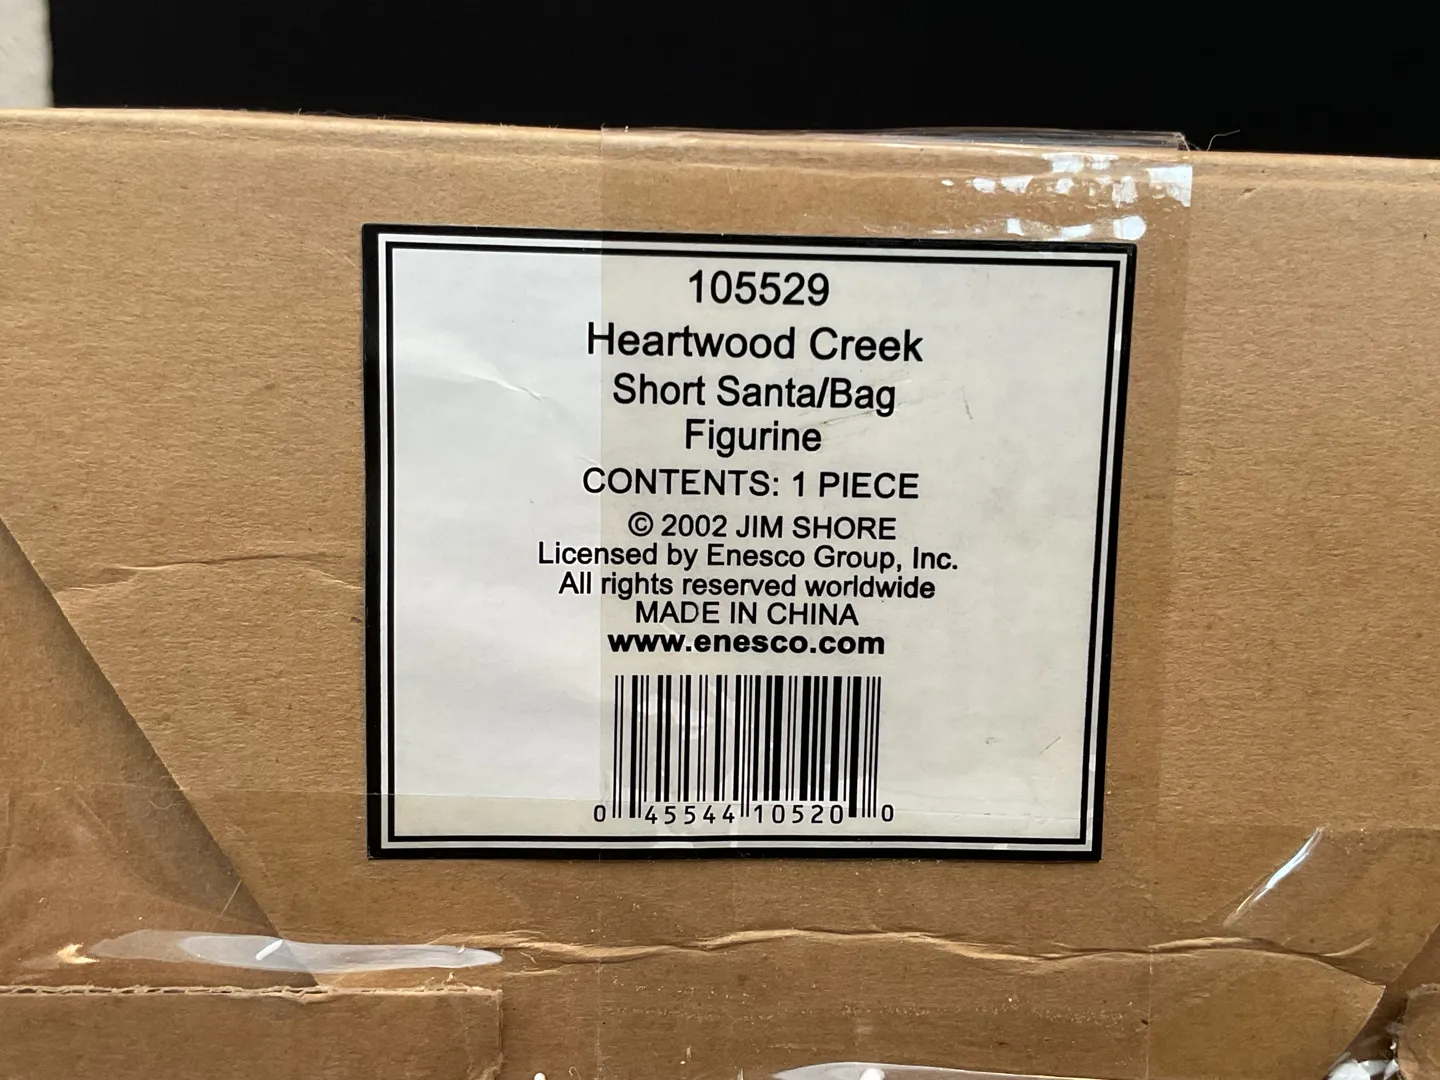 105529
Heartwood Creek
Short Santa/Bag
Figurine
CONTENTS: 1 PIECE
© 2002 JIM SHORE
Licensed by Enesco Group, Inc.
All rights reserved worldwide
MADE IN CHINA
www.enesco.com
0 45544 10520 0